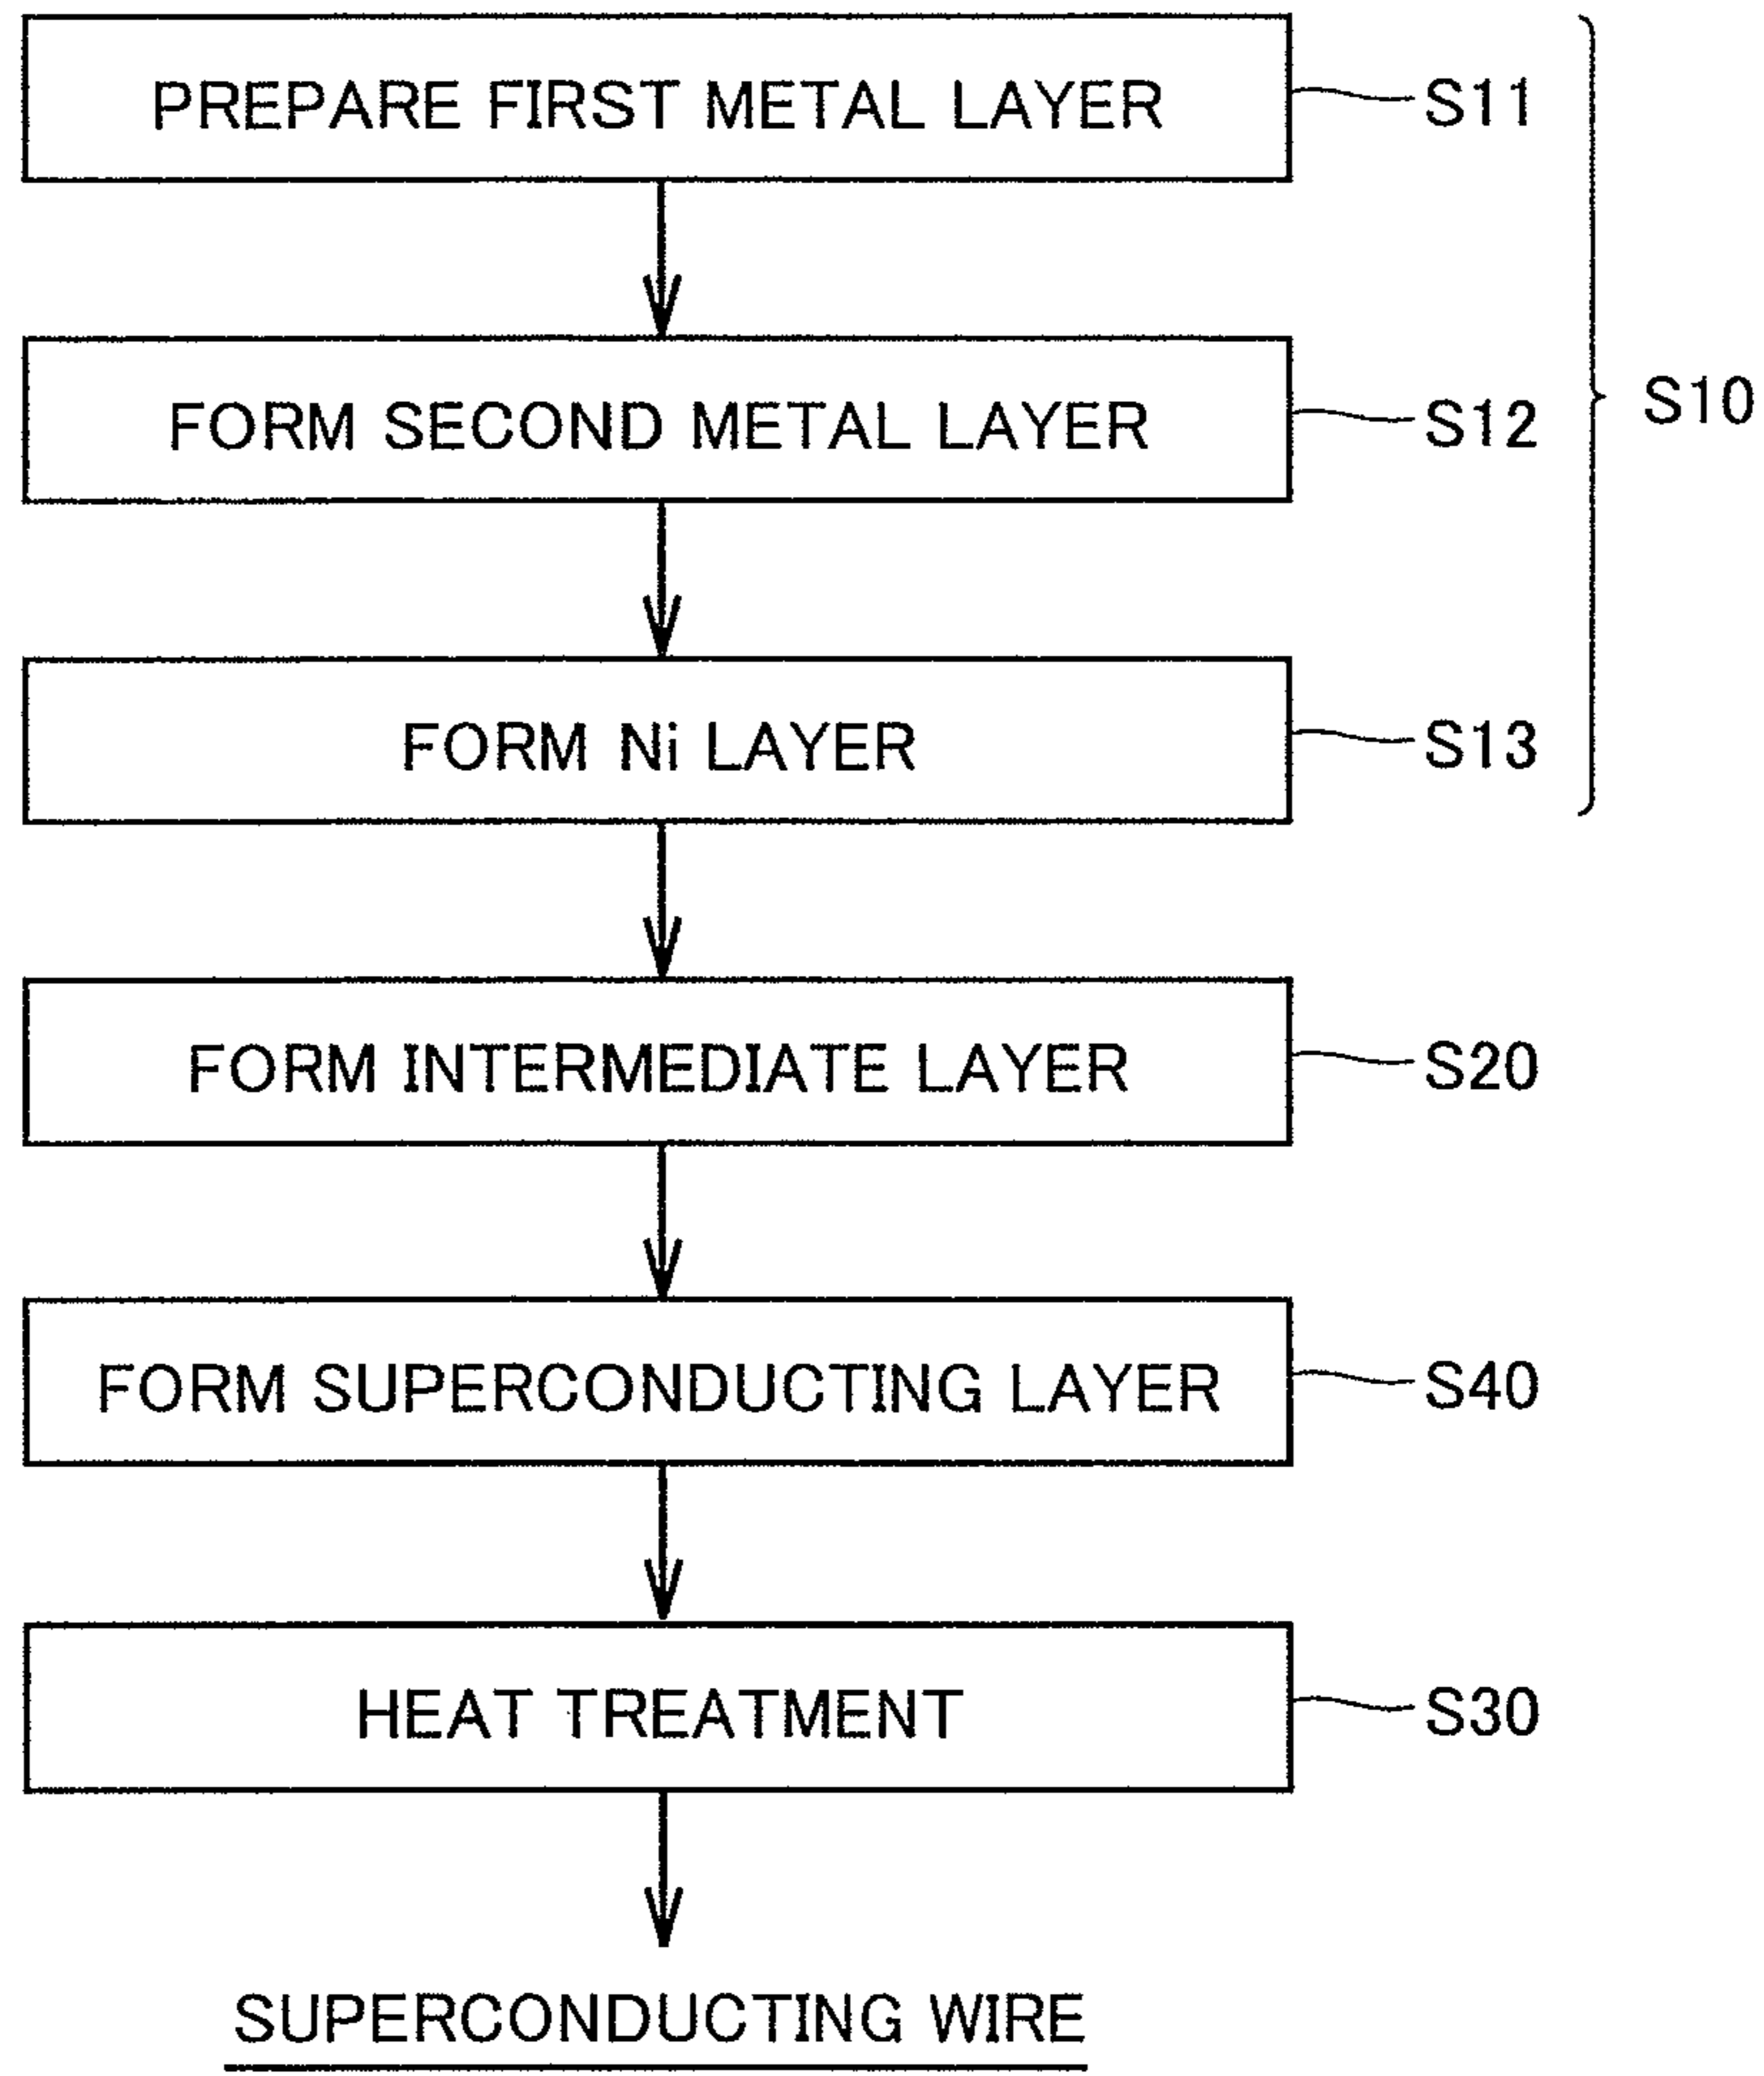 PREPARE FIRST METAL LAYER S11
FORM SECOND METAL LAYER S12
S10
FORM Ni LAYER S13
FORM INTERMEDIATE LAYER S20
FORM SUPERCONDUCTING LAYER S40
HEAT TREATMENT S30
SUPERCONDUCTING WIRE